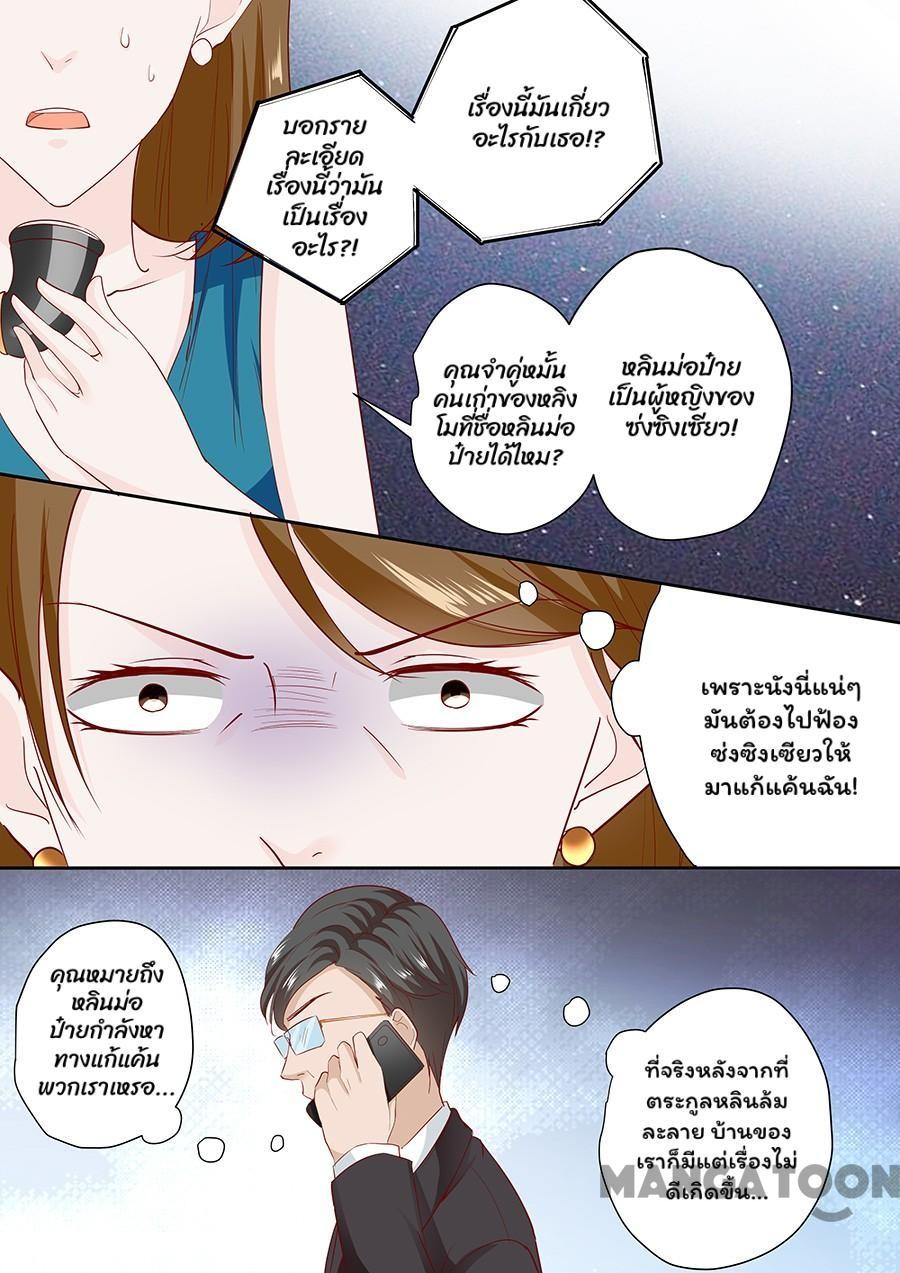 เรื่องนี้มันเกี่ยว
อะไรกับเธอ!?
บอกราย
ละเอียด
เรื่องนี้ว่ามัน
เป็นเรื่อง
อะไร?!
หลินม่อป๋าย
เป็นผู้หญิงของ
ซ่งซิงเซียว!
คุณจำคู่หมั้น
คนเก่าของหลิง
โมที่ชื่อหลินม่อ
ป๋ายได้ไหม?
เพราะนังนี่แน่ๆ
มันต้องไปฟ้อง
ซ่งซิงเซียวให้
มาแก้แค้นฉัน!
คุณหมายถึง
หลินม่อ
ป๋ายกำลังหา
ทางแก้แค้น
พวกเราเหรอ...
ที่จริงหลังจากที่
ตระกูลหลินล้ม
ละลาย บ้านของ
เราก็มีแต่เรื่องไม่
ดีเกิดขึ้น...
MANGATOON